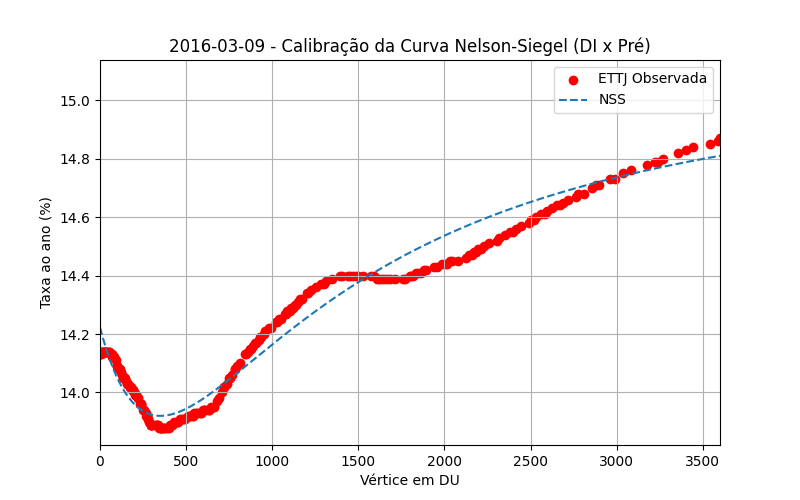 2016-03-09 - Calibração da Curva Nelson-Siegel (DI x Pré)
ETTJ Observada
NSS
Taxa ao ano (%)
15.0
14.8
14.6
14.4
14.2
14.0
0 500 1000 1500 2000 2500 3000 3500
Vértice em DU